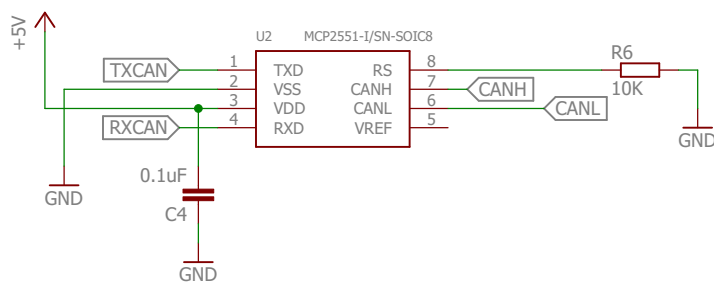 +5V
U2 MCP2551-I/SN-SOIC8
TXCAN 1 TXD RS 8 R6
2 VSS CANH 7 CANH 10K
3 VDD CANL 6 CANL
RXCAN 4 RXD VREF 5
GND
0.1uF
GND C4
GND